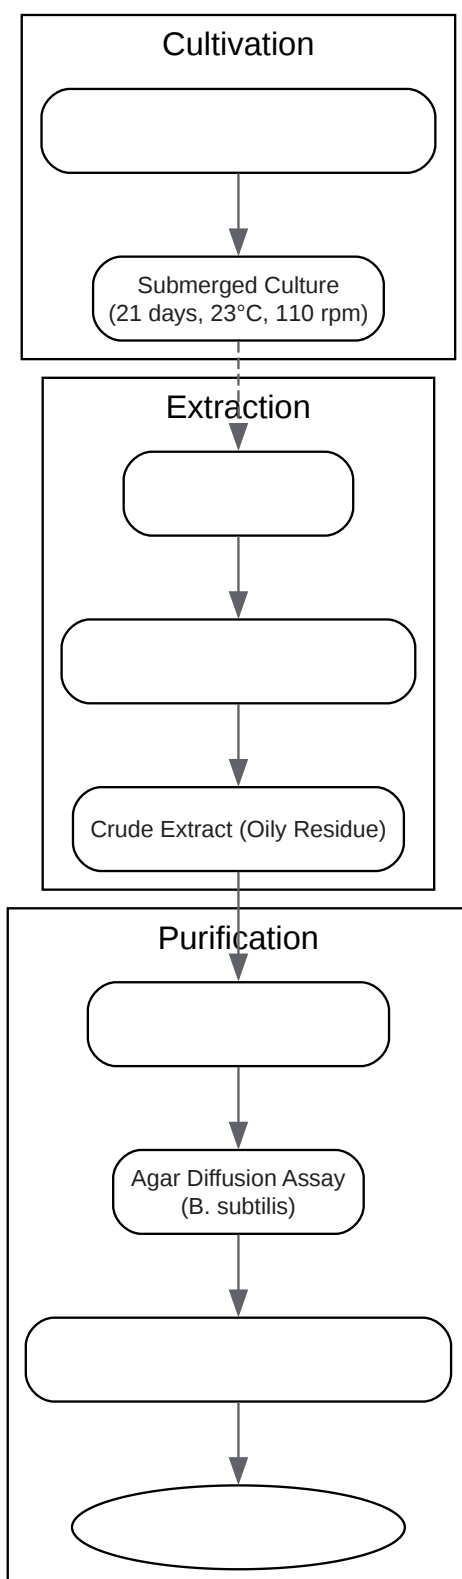 Cultivation
Submerged Culture
(21 days, 23°C, 110 rpm)
Extraction
Crude Extract (Oily Residue)
Purification
Agar Diffusion Assay
(B. subtilis)